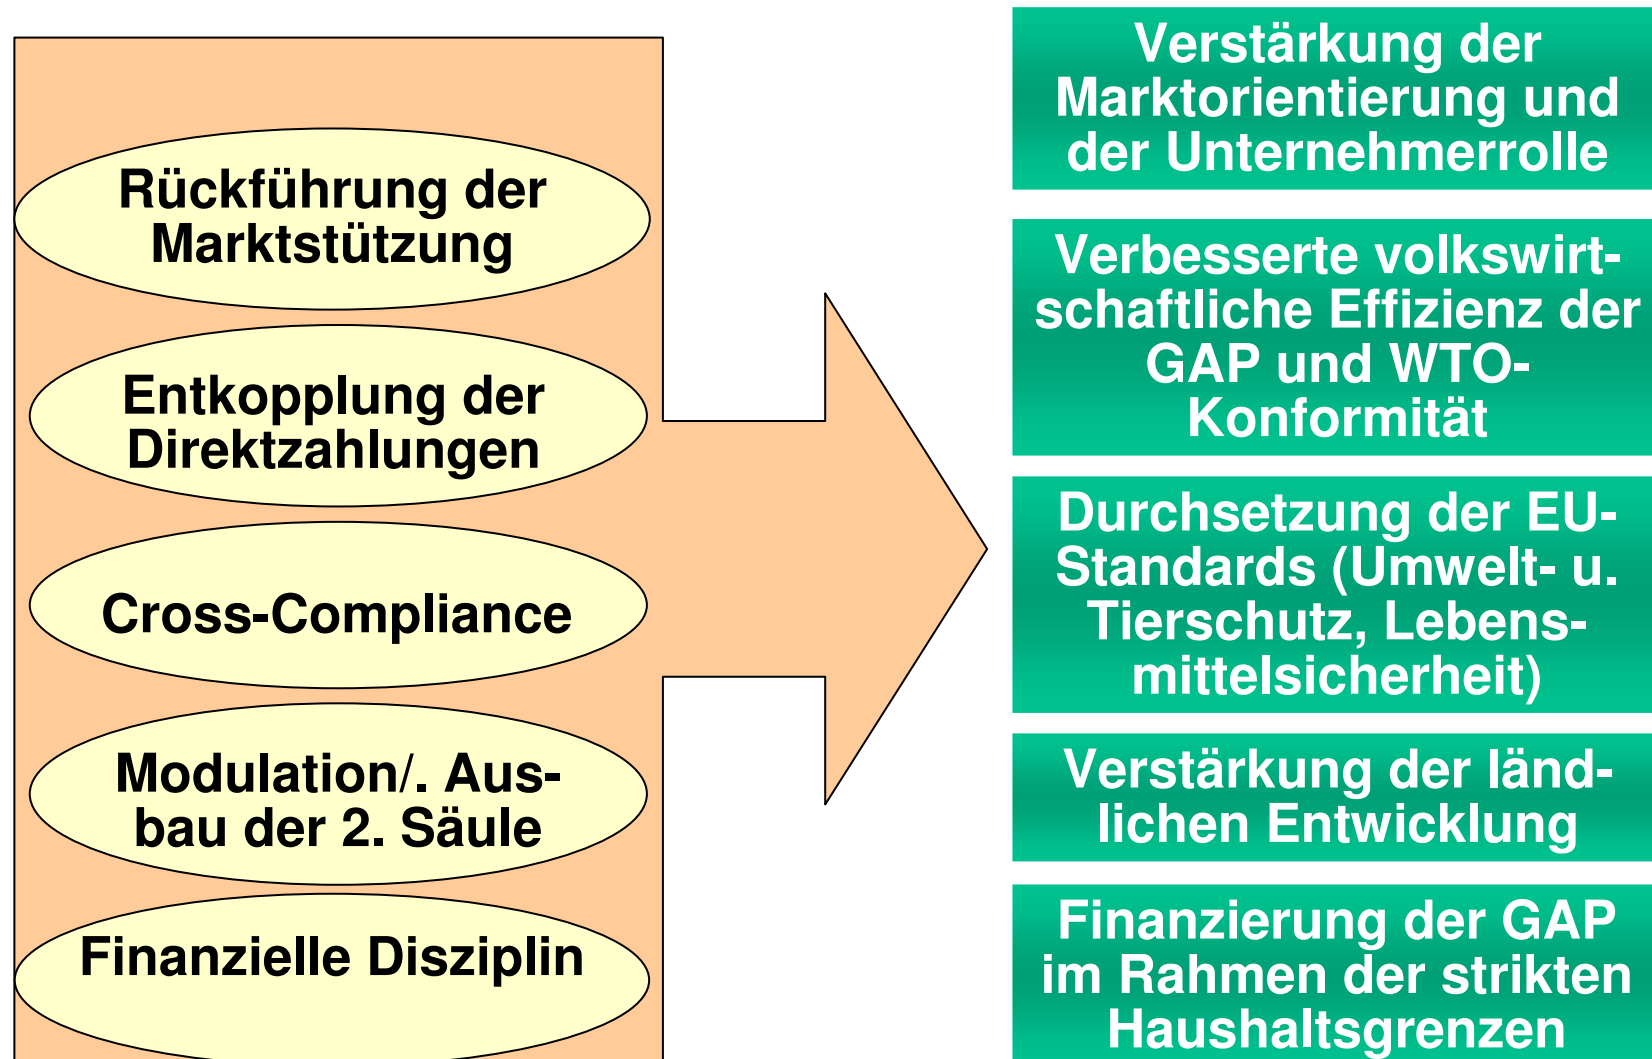 Rückführung der
Marktstützung
Entkopplung der
Direktzahlungen
Cross-Compliance
Modulation/. Aus-
bau der 2. Säule
Finanzielle Disziplin
Verstärkung der
Marktorientierung und
der Unternehmerrolle
Verbesserte volkswirt-
schaftliche Effizienz der
GAP und WTO-
Konformität
Durchsetzung der EU-
Standards (Umwelt- u.
Tierschutz, Lebens-
mittelsicherheit)
Verstärkung der länd-
lichen Entwicklung
Finanzierung der GAP
im Rahmen der strikten
Haushaltsgrenzen